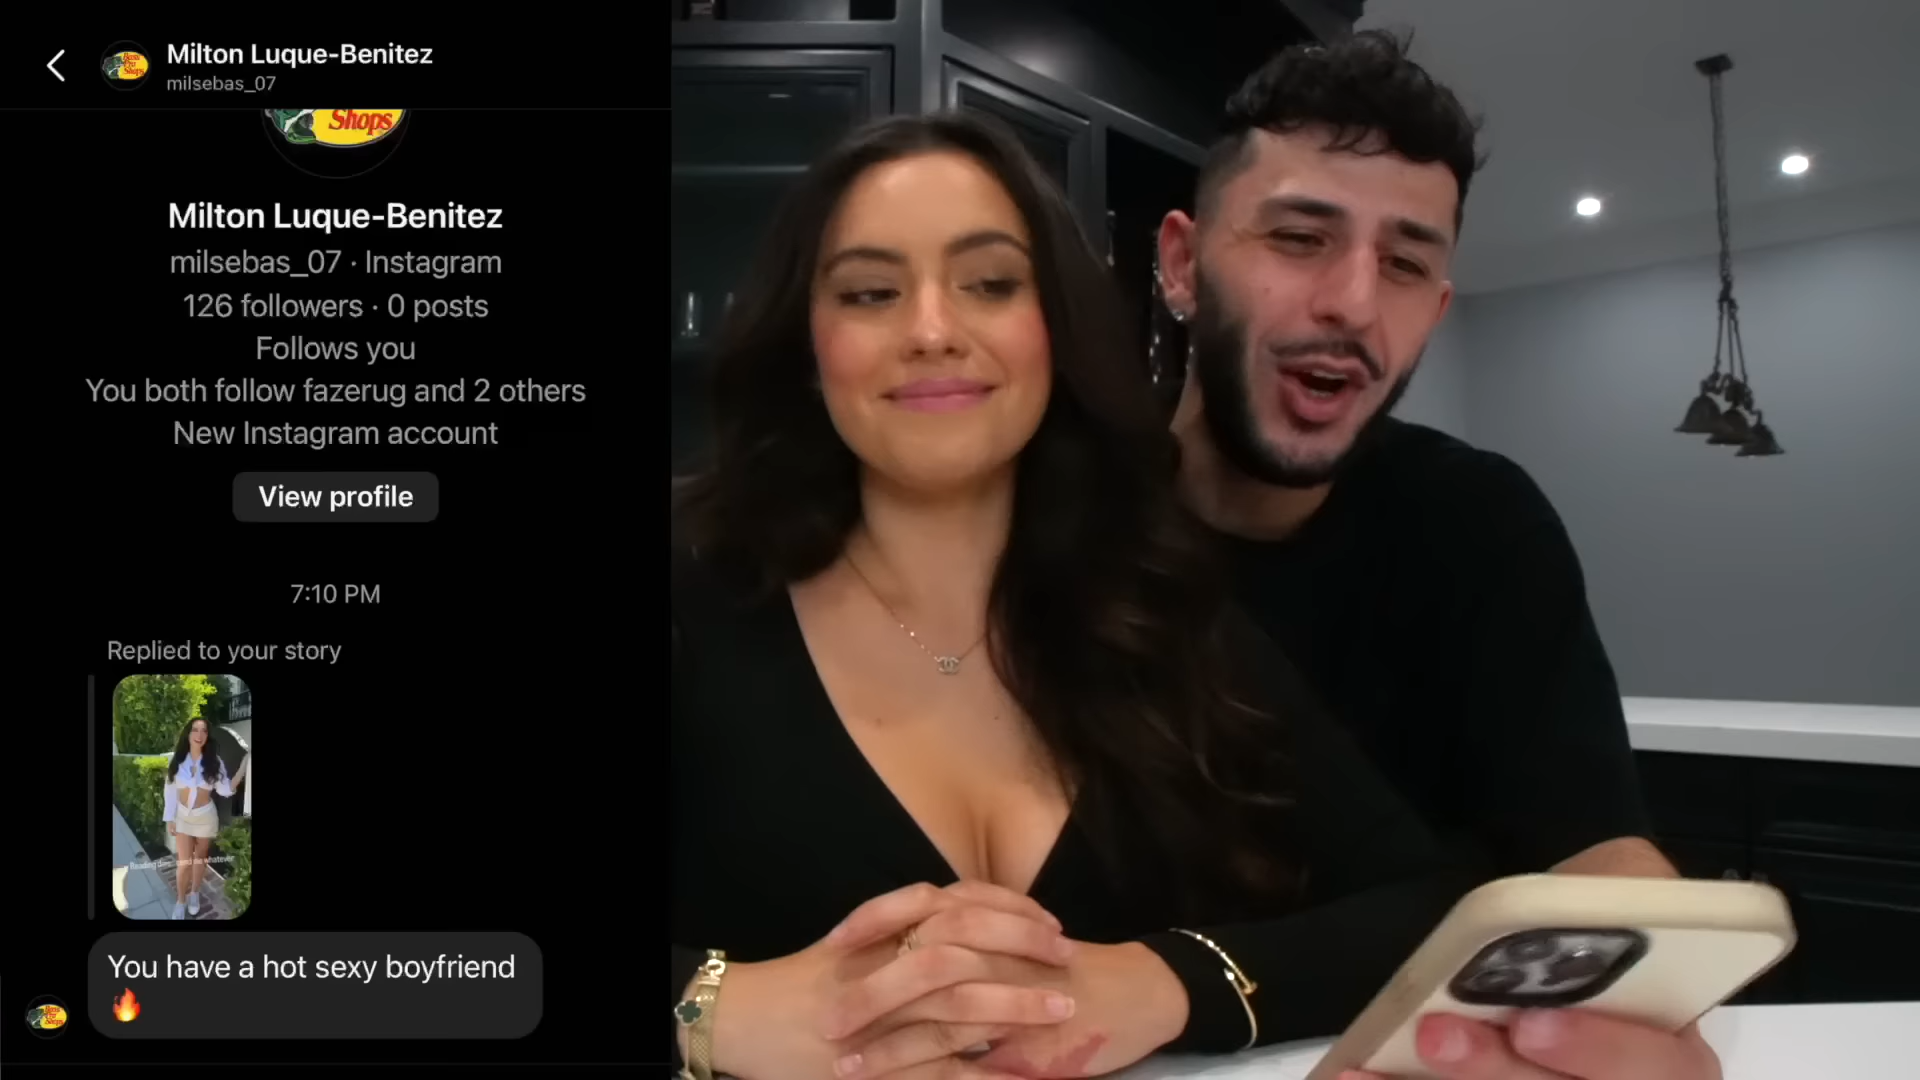 Milton Luque-Benitez
milsebas_07
Shops
Milton Luque-Benitez
milsebas_07 · Instagram
126 followers · 0 posts
Follows you
You both follow fazerug and 2 others
New Instagram account
View profile
7:10 PM
Replied to your story
You have a hot sexy boyfriend
🔥